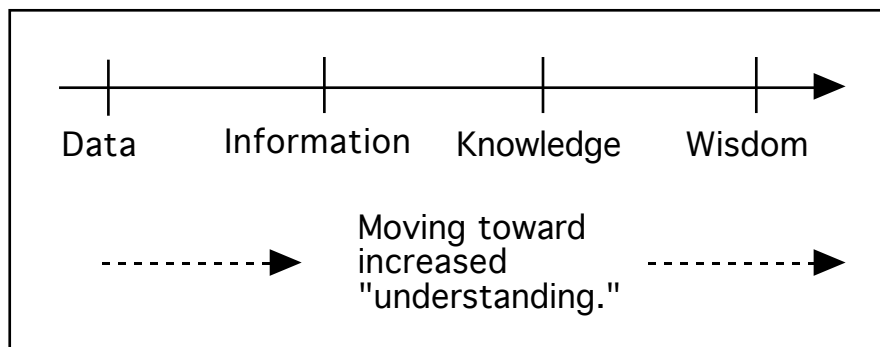 Data Information Knowledge Wisdom
Moving toward
increased
"understanding."